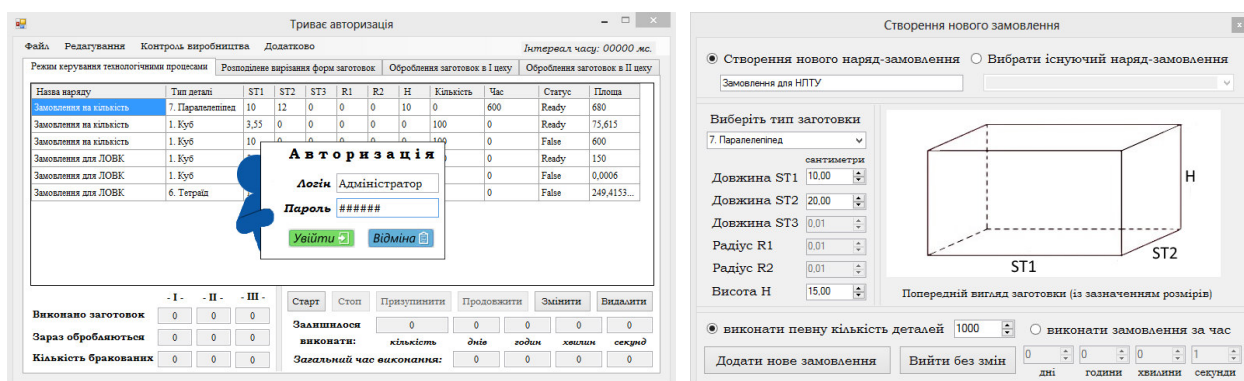 Триває авторизація
Файл Редагування Контроль виробництва Додатково Інтервал часу: 00000 мс.
Режим керування технологічними процесами Розподілене вирізання форм заготовок Оброблення заготовок в I цеху Оброблення заготовок в II цеху
Назва наряду Тип деталі ST1 ST2 ST3 R1 R2 H Кількість Час Статус Площа
Замовлення на кількість 7. Паралелепіпед 10 12 0 0 0 10 0 600 Ready 680
Замовлення на кількість 1. Куб 3,55 0 0 0 0 0 100 0 Ready 75,615
Замовлення на кількість 1. Куб 10 0 False 600
Замовлення для ЛОВК 1. Куб 0 Ready 150
Замовлення для ЛОВК 1. Куб 0 False 0,0006
Замовлення для ЛОВК 6. Тетраїд 0 False 249,4153...
Авторизація
Логін Адміністратор
Пароль ######
Увійти Відміна
- I - - II - - III -
Виконано заготовок 0 0 0
Зараз обробляються 0 0 0
Кількість бракованих 0 0 0
Старт Стоп Призупинити Продовжити Змінити Видалити
Залишилося виконати: 0 0 0 0 0
кількість днів годин хвилин секунд
Загальний час виконання: 0 0 0 0
Створення нового замовлення
Створення нового наряд-замовлення Вибрати існуючий наряд-замовлення
Замовлення для НЛТУ
Виберіть тип заготовки
7. Паралелепіпед
сантиметри
Довжина ST1 10,00
Довжина ST2 20,00
Довжина ST3 0,01
Радіус R1 0,01
Радіус R2 0,01
Висота H 15,00
H
ST2
ST1
Попередній вигляд заготовки (із зазначенням розмірів)
виконати певну кількість деталей 1000 виконати замовлення за час
Додати нове замовлення Вийти без змін 0 0 0 1
дні години хвилини секунди